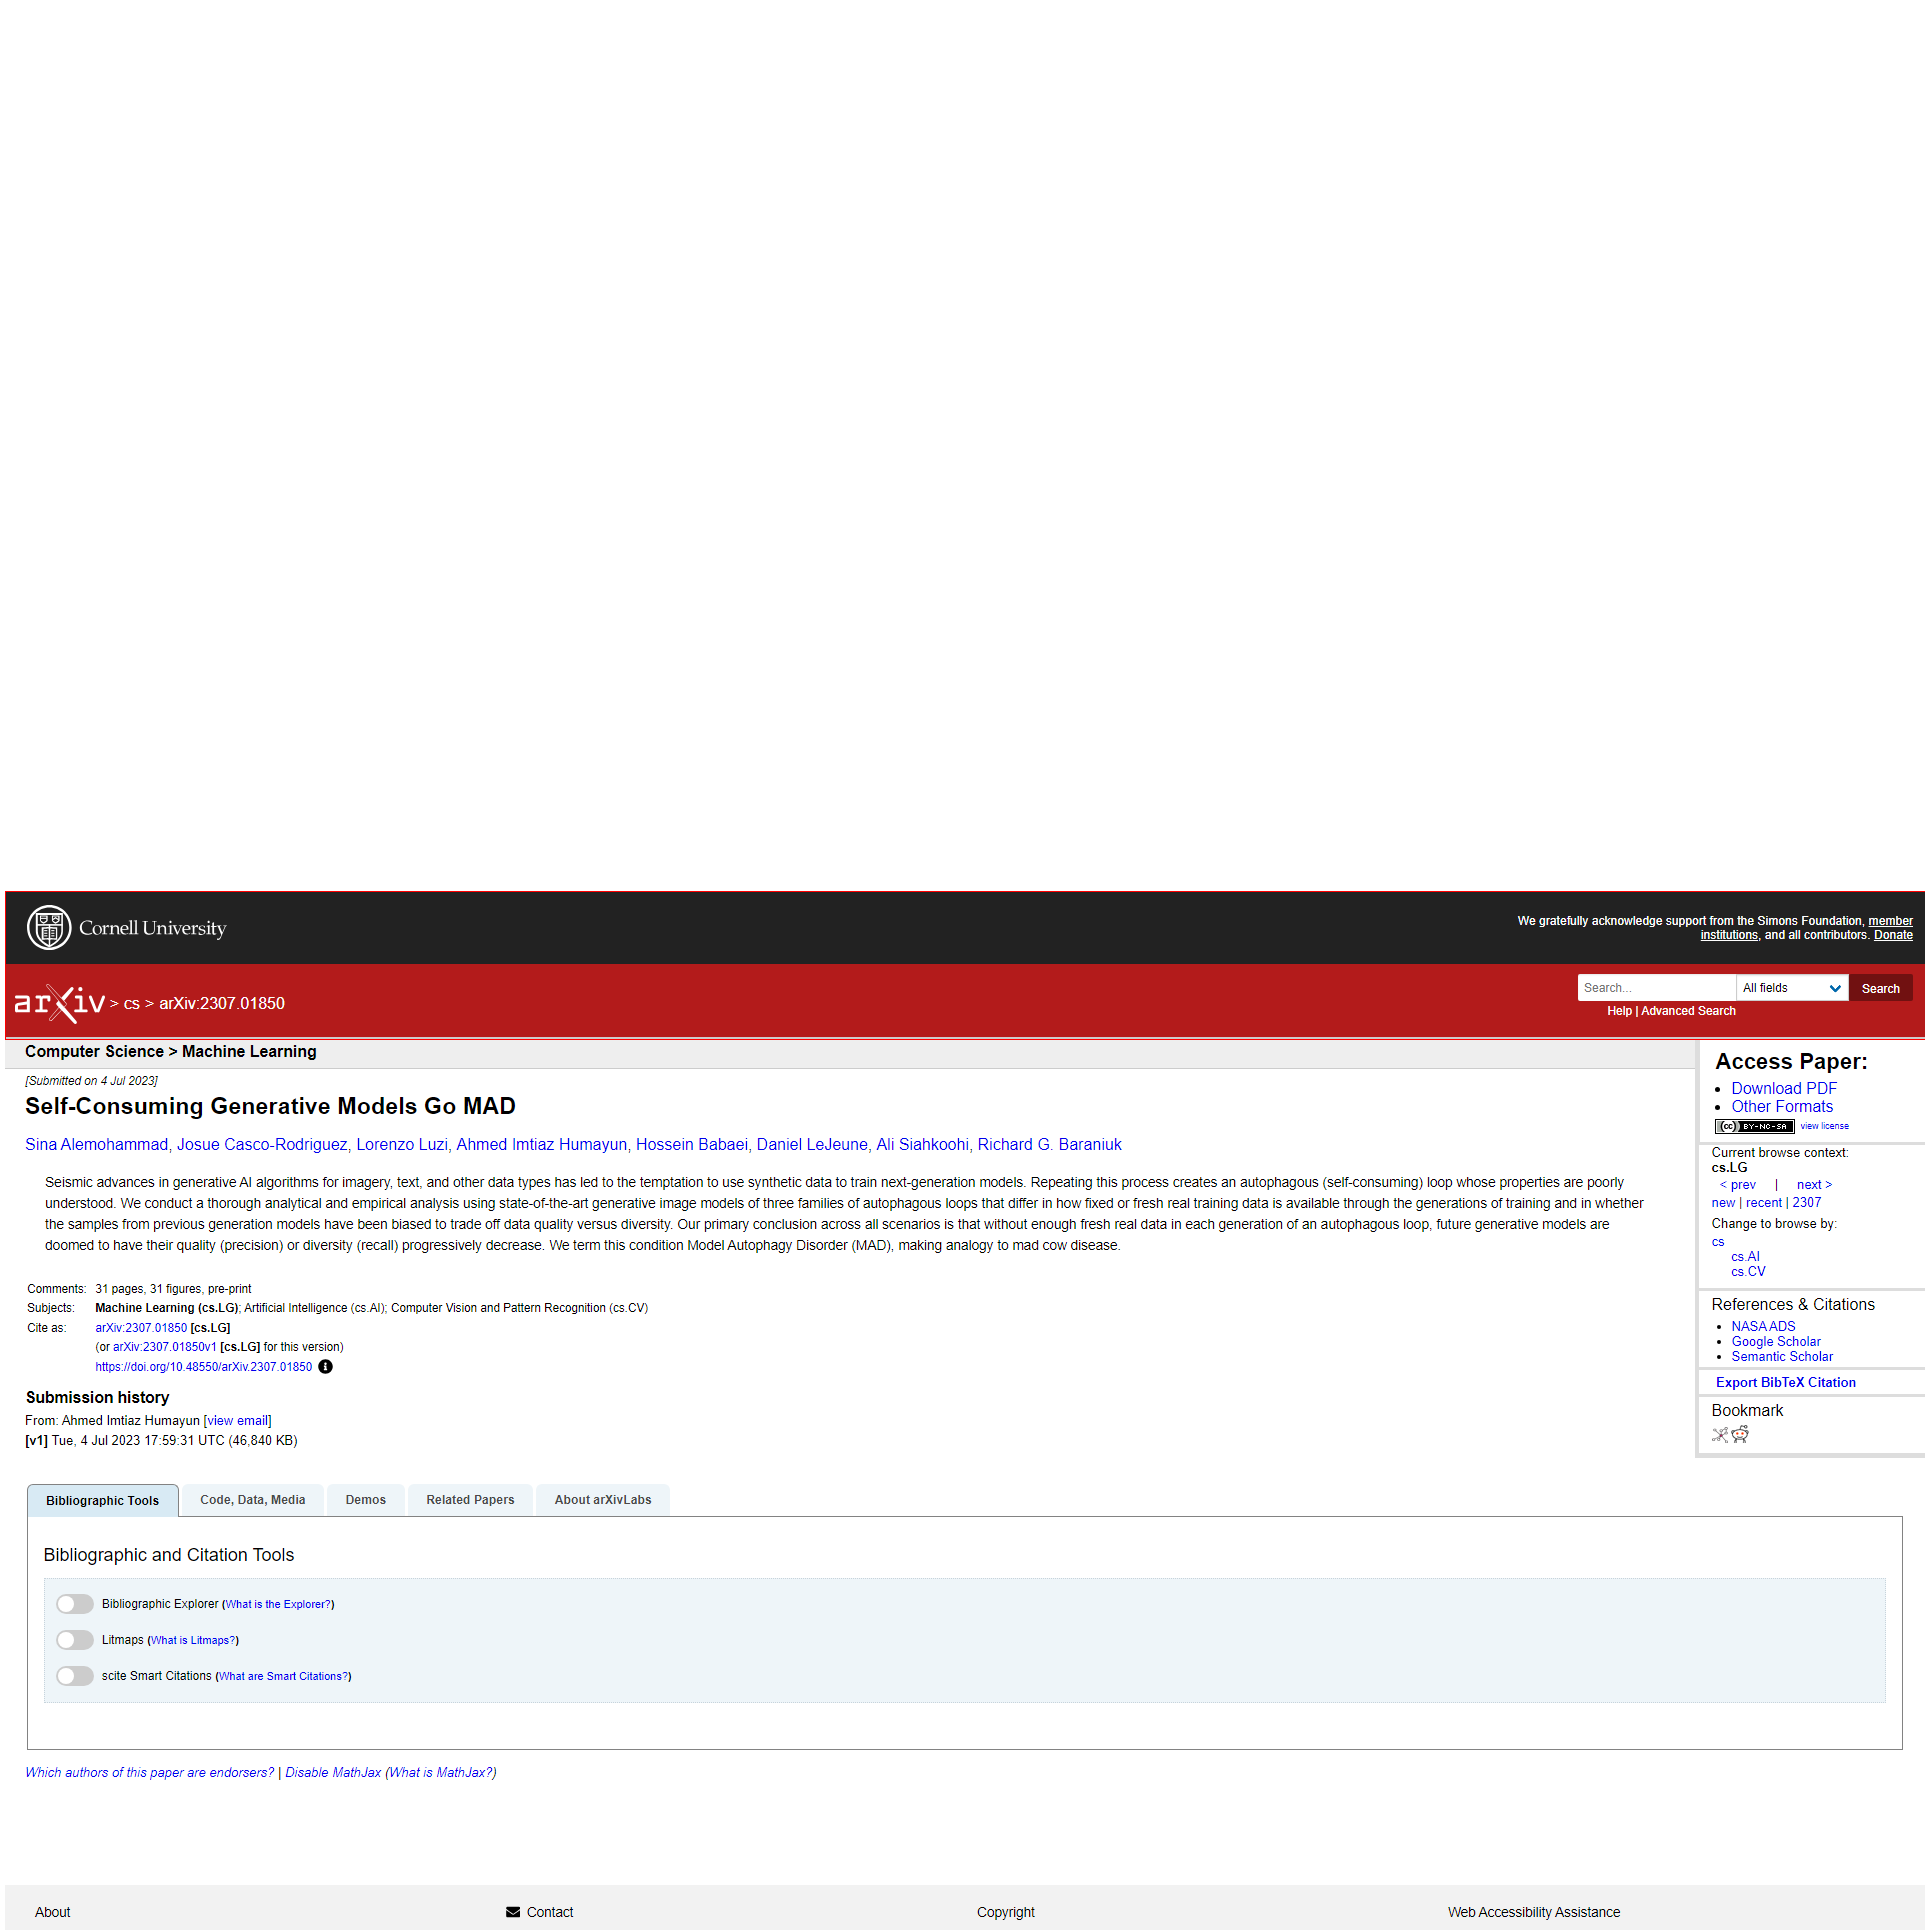 Cornell University
We gratefully acknowledge support from the Simons Foundation, member
institutions, and all contributors. Donate
arXiv > cs > arXiv:2307.01850
Search...
All fields
Search
Help | Advanced Search
Computer Science > Machine Learning
[Submitted on 4 Jul 2023]
Self-Consuming Generative Models Go MAD
Sina Alemohammad, Josue Casco-Rodriguez, Lorenzo Luzi, Ahmed Imtiaz Humayun, Hossein Babaei, Daniel LeJeune, Ali Siahkoohi, Richard G. Baraniuk
Seismic advances in generative AI algorithms for imagery, text, and other data types has led to the temptation to use synthetic data to train next-generation models. Repeating this process creates an autophagous (self-consuming) loop whose properties are poorly
understood. We conduct a thorough analytical and empirical analysis using state-of-the-art generative image models of three families of autophagous loops that differ in how fixed or fresh real training data is available through the generations of training and in whether
the samples from previous generation models have been biased to trade off data quality versus diversity. Our primary conclusion across all scenarios is that without enough fresh real data in each generation of an autophagous loop, future generative models are
doomed to have their quality (precision) or diversity (recall) progressively decrease. We term this condition Model Autophagy Disorder (MAD), making analogy to mad cow disease.
Comments: 31 pages, 31 figures, pre-print
Subjects: Machine Learning (cs.LG); Artificial Intelligence (cs.AI); Computer Vision and Pattern Recognition (cs.CV)
Cite as: arXiv:2307.01850 [cs.LG]
(or arXiv:2307.01850v1 [cs.LG] for this version)
https://doi.org/10.48550/arXiv.2307.01850
Submission history
From: Ahmed Imtiaz Humayun [view email]
[v1] Tue, 4 Jul 2023 17:59:31 UTC (46,840 KB)
Access Paper:
Download PDF
Other Formats
(cc) BY-NC-SA view license
Current browse context:
cs.LG
< prev | next >
new | recent | 2307
Change to browse by:
cs
cs.AI
cs.CV
References & Citations
NASA ADS
Google Scholar
Semantic Scholar
Export BibTeX Citation
Bookmark
Bibliographic Tools
Code, Data, Media
Demos
Related Papers
About arXivLabs
Bibliographic and Citation Tools
Bibliographic Explorer (What is the Explorer?)
Litmaps (What is Litmaps?)
scite Smart Citations (What are Smart Citations?)
Which authors of this paper are endorsers? | Disable MathJax (What is MathJax?)
About
Contact
Copyright
Web Accessibility Assistance